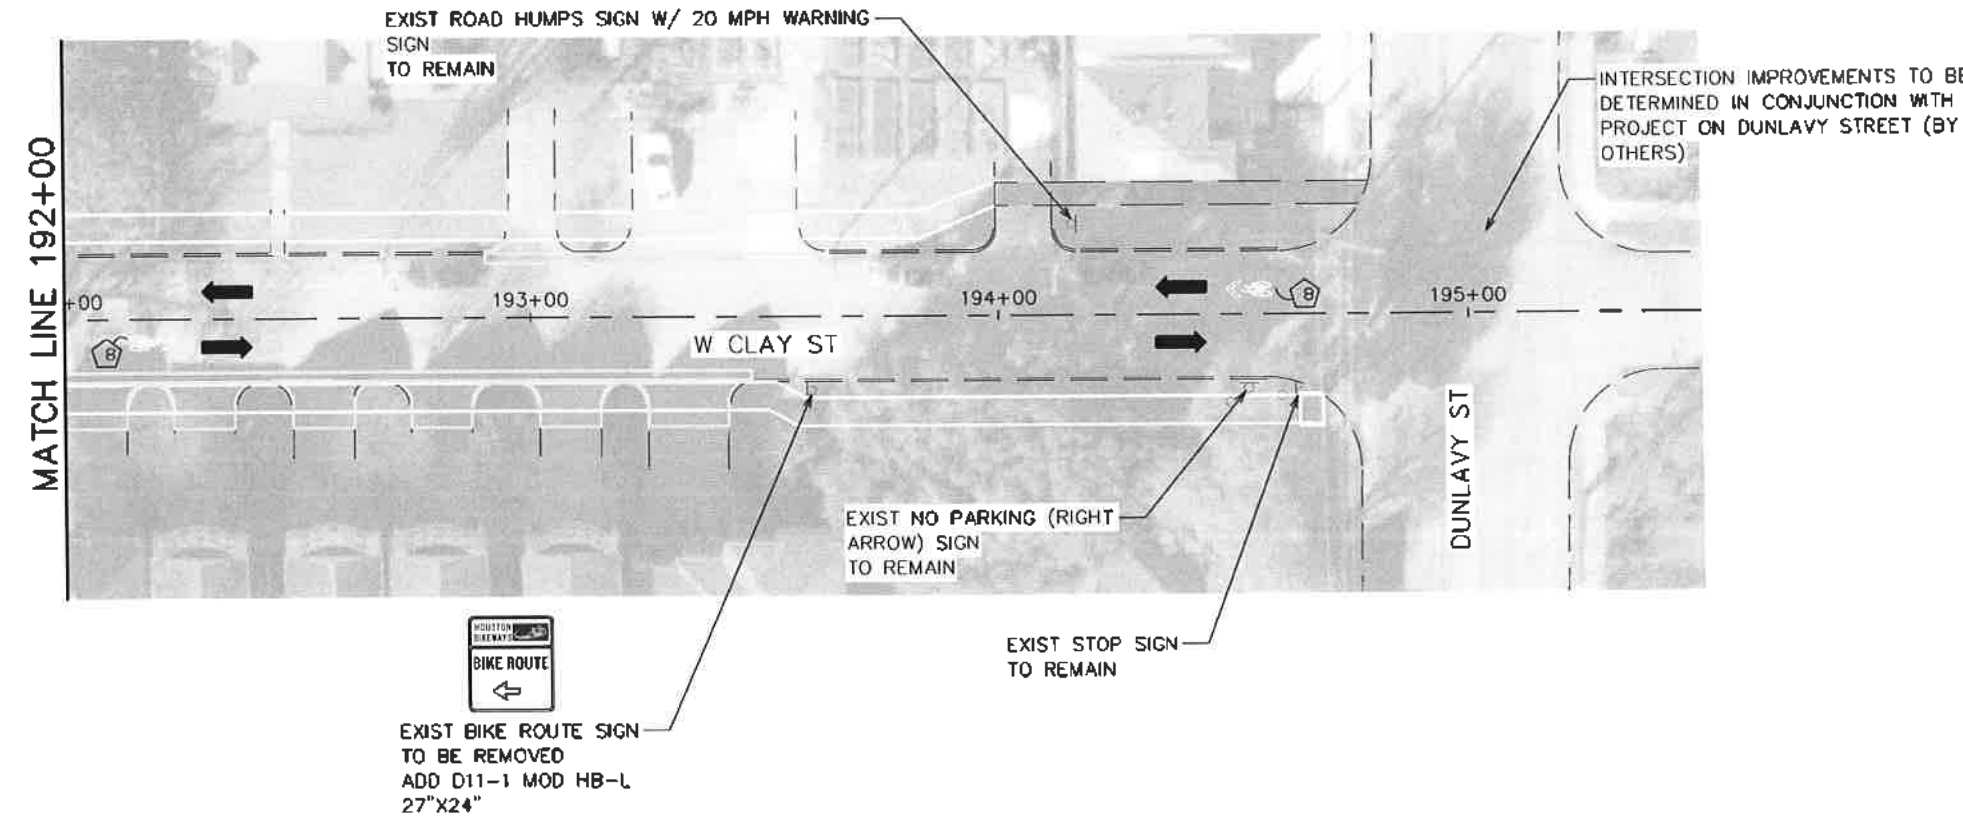 EXIST ROAD HUMPS SIGN W/ 20 MPH WARNING
SIGN
TO REMAIN
INTERSECTION IMPROVEMENTS TO BE
DETERMINED IN CONJUNCTION WITH
PROJECT ON DUNLAVY STREET (BY
OTHERS)
MATCH LINE 192+00
+00
193+00
194+00
195+00
8
8
W CLAY ST
DUNLAVY ST
EXIST NO PARKING (RIGHT
ARROW) SIGN
TO REMAIN
EXIST STOP SIGN
TO REMAIN
HOUSTON
BIKEWAYS
BIKE ROUTE
EXIST BIKE ROUTE SIGN
TO BE REMOVED
ADD D11-1 MOD HB-L
27"X24"